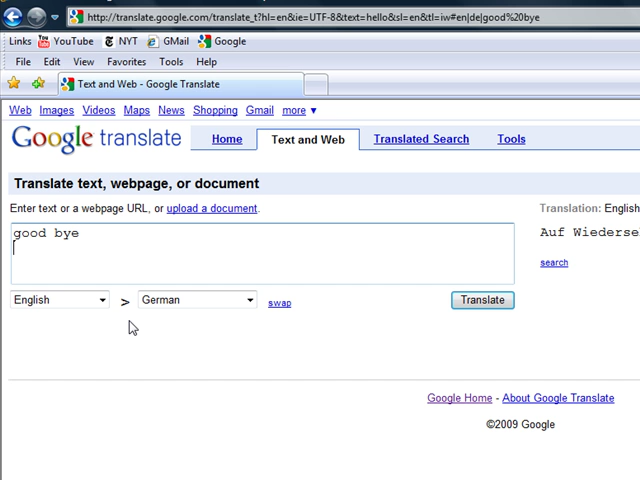 http://translate.google.com/translate_t?hl=en&ie=UTF-8&text=hello&sl=en&tl=iw#en|de|good%20bye
Links YouTube NYT GMail Google
File Edit View Favorites Tools Help
Text and Web - Google Translate
Web Images Videos Maps News Shopping Gmail more ▼
Google translate Home Text and Web Translated Search Tools
Translate text, webpage, or document
Enter text or a webpage URL, or upload a document.
Translation: English
good bye
Auf Wiederse
search
English > German swap Translate
Google Home - About Google Translate
©2009 Google